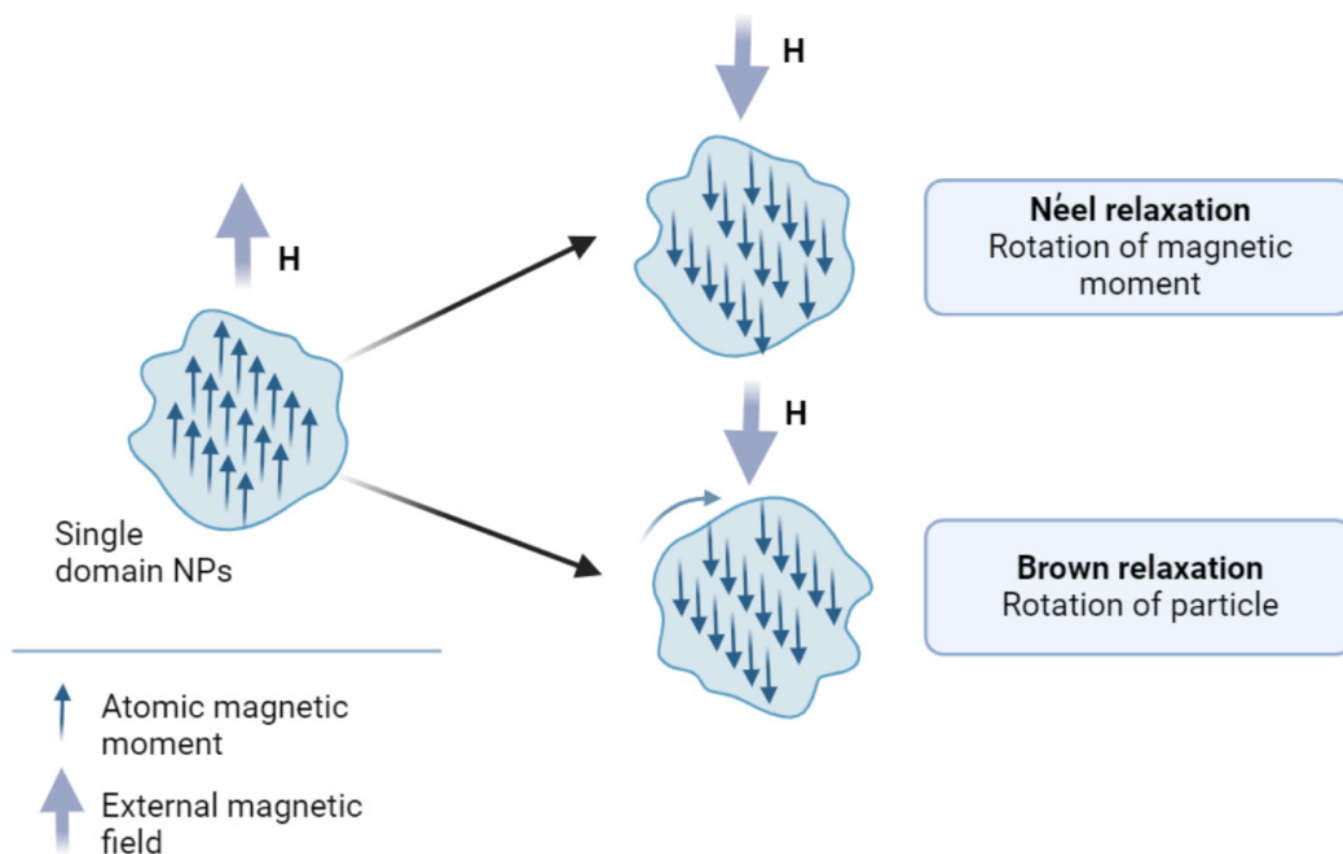 H
H
Néel relaxation
Rotation of magnetic
moment
H
Single
domain NPs
Brown relaxation
Rotation of particle
Atomic magnetic
moment
External magnetic
field